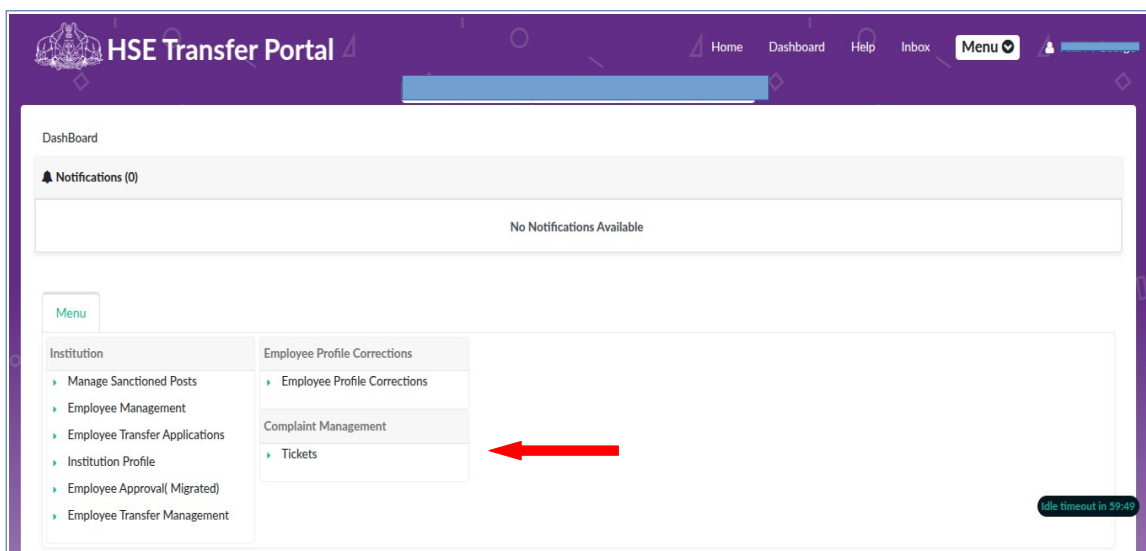 HSE Transfer Portal
Home Dashboard Help Inbox Menu
DashBoard
Notifications (0)
No Notifications Available
Menu
Institution
Manage Sanctioned Posts
Employee Management
Employee Transfer Applications
Institution Profile
Employee Approval( Migrated)
Employee Transfer Management
Employee Profile Corrections
Employee Profile Corrections
Complaint Management
Tickets
Idle timeout in 59:49